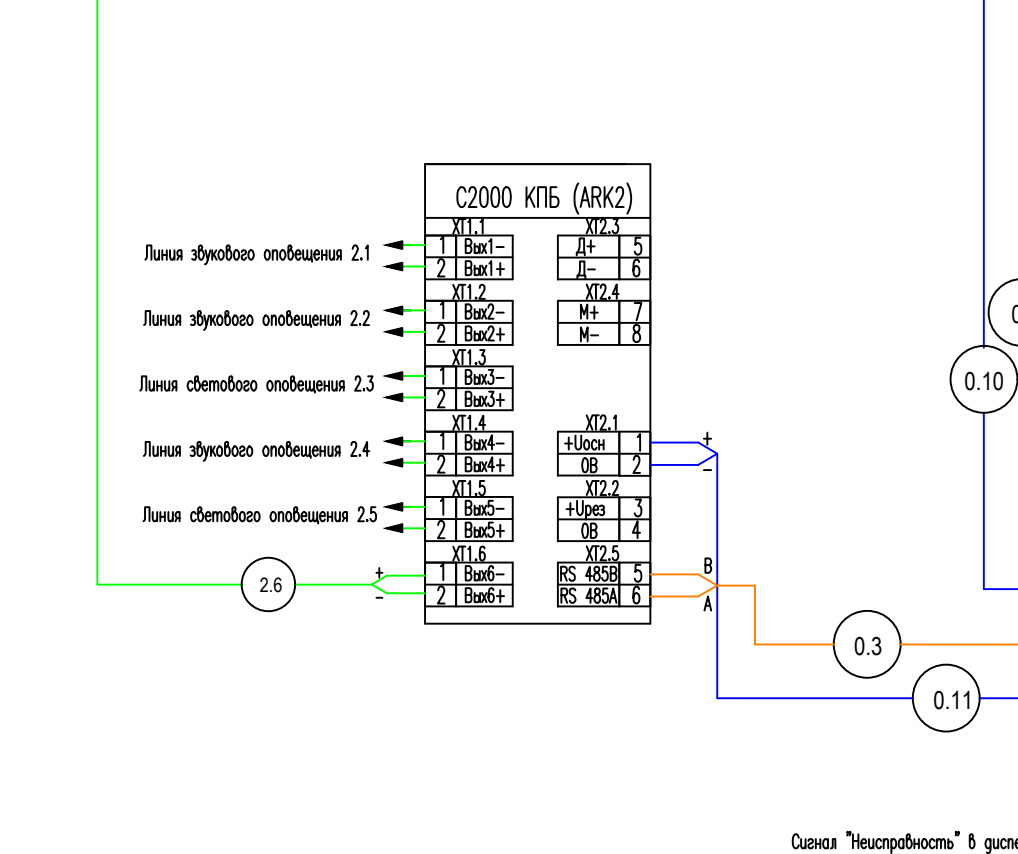 С2000 КПБ (ARK2)
XT1.1 XT2.3
Линия звукового оповещения 2.1
1 Вых1- Д+ 5
2 Вых1+ Д- 6
XT1.2 XT2.4
Линия звукового оповещения 2.2
1 Вых2- М+ 7
2 Вых2+ М- 8
XT1.3
Линия светового оповещения 2.3
1 Вых3-
2 Вых3+
0.10
XT1.4 XT2.1
Линия звукового оповещения 2.4
1 Вых4- +Uосн 1 +
2 Вых4+ 0В 2 -
XT1.5 XT2.2
Линия светового оповещения 2.5
1 Вых5- +Uрез 3
2 Вых5+ 0В 4
XT1.6 XT2.5
2.6
+ 1 Вых6- RS 485B 5 B
- 2 Вых6+ RS 485A 6 A
0.3
0.11
Сигнал "Неисправность" в диспе